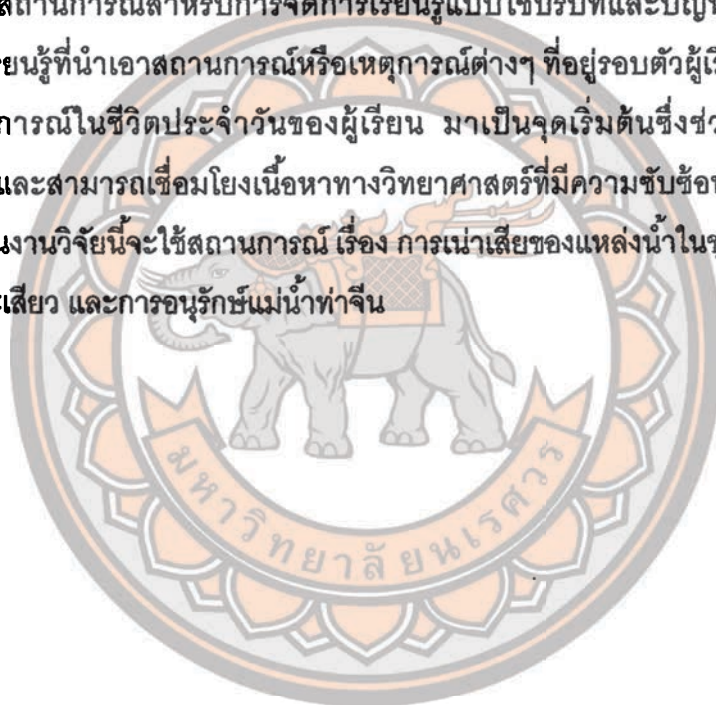 สถานการณ์สำหรับการจัดการเรียนรู้แบบใช้บริบทและปัญ
ยนรู้ที่นำเอาสถานการณ์หรือเหตุการณ์ต่างๆ ที่อยู่รอบตัวผู้เรี
การณ์ในชีวิตประจำวันของผู้เรียน มาเป็นจุดเริ่มต้นซึ่งช่ว
และสามารถเชื่อมโยงเนื้อหาทางวิทยาศาสตร์ที่มีความซับซ้อ
นงานวิจัยนี้จะใช้สถานการณ์ เรื่อง การเน่าเสียของแหล่งน้ำในชุ
ะเสียว และการอนุรักษ์แม่น้ำท่าจีน
มหาวิทยาลัยนเรศวร